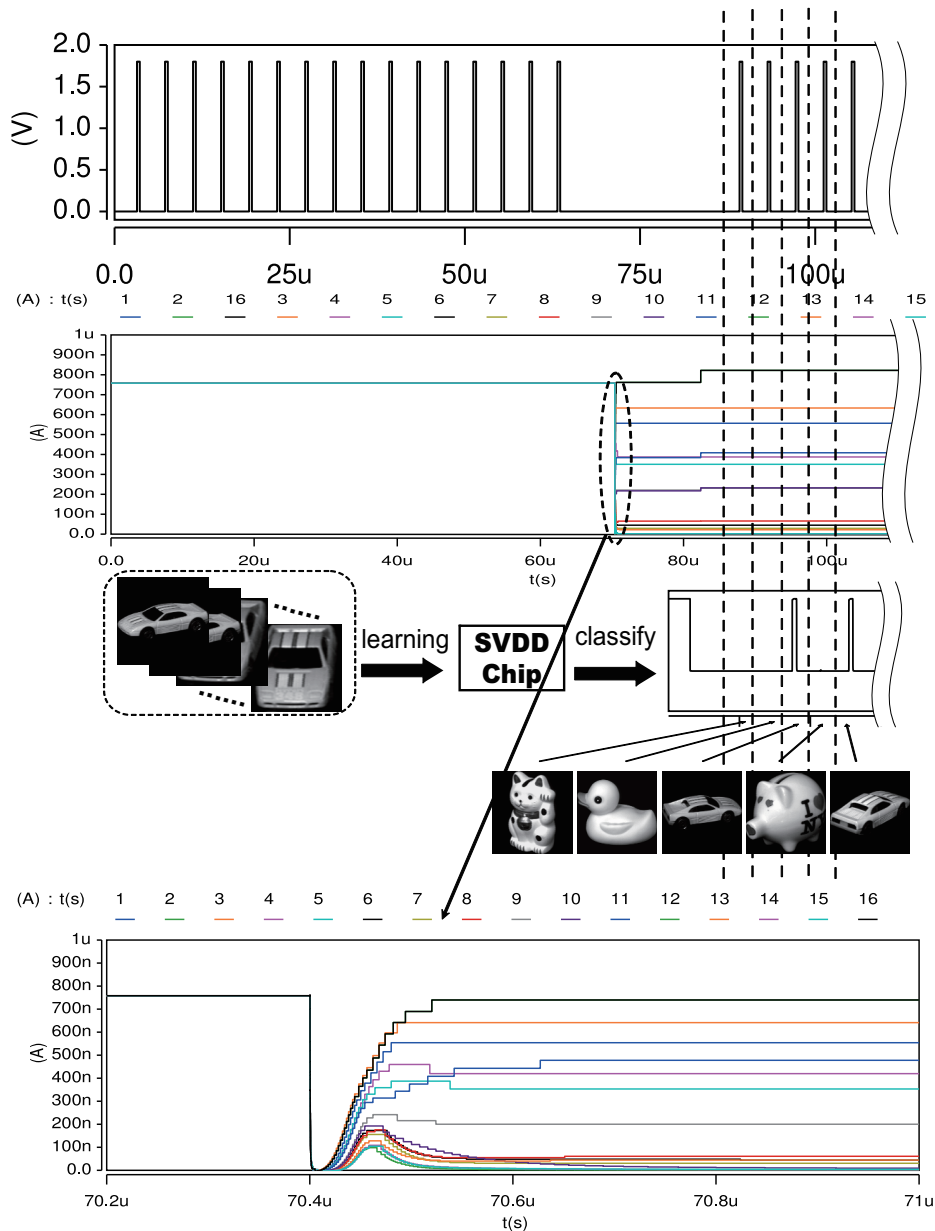 2.0
1.5
1.0
0.5
0.0
(V)
0.0 25u 50u 75u 100u
(A) : t(s) 1 2 16 3 4 5 6 7 8 9 10 11 12 13 14 15
1u
900n
800n
700n
600n
500n
400n
300n
200n
100n
0.0
(A)
0.0 20u 40u 60u 80u 100u
t(s)
learning
SVDD
Chip
classify
I
N
(A) : t(s) 1 2 3 4 5 6 7 8 9 10 11 12 13 14 15 16
1u
900n
800n
700n
600n
500n
400n
300n
200n
100n
0.0
(A)
70.2u 70.4u 70.6u 70.8u 71u
t(s)